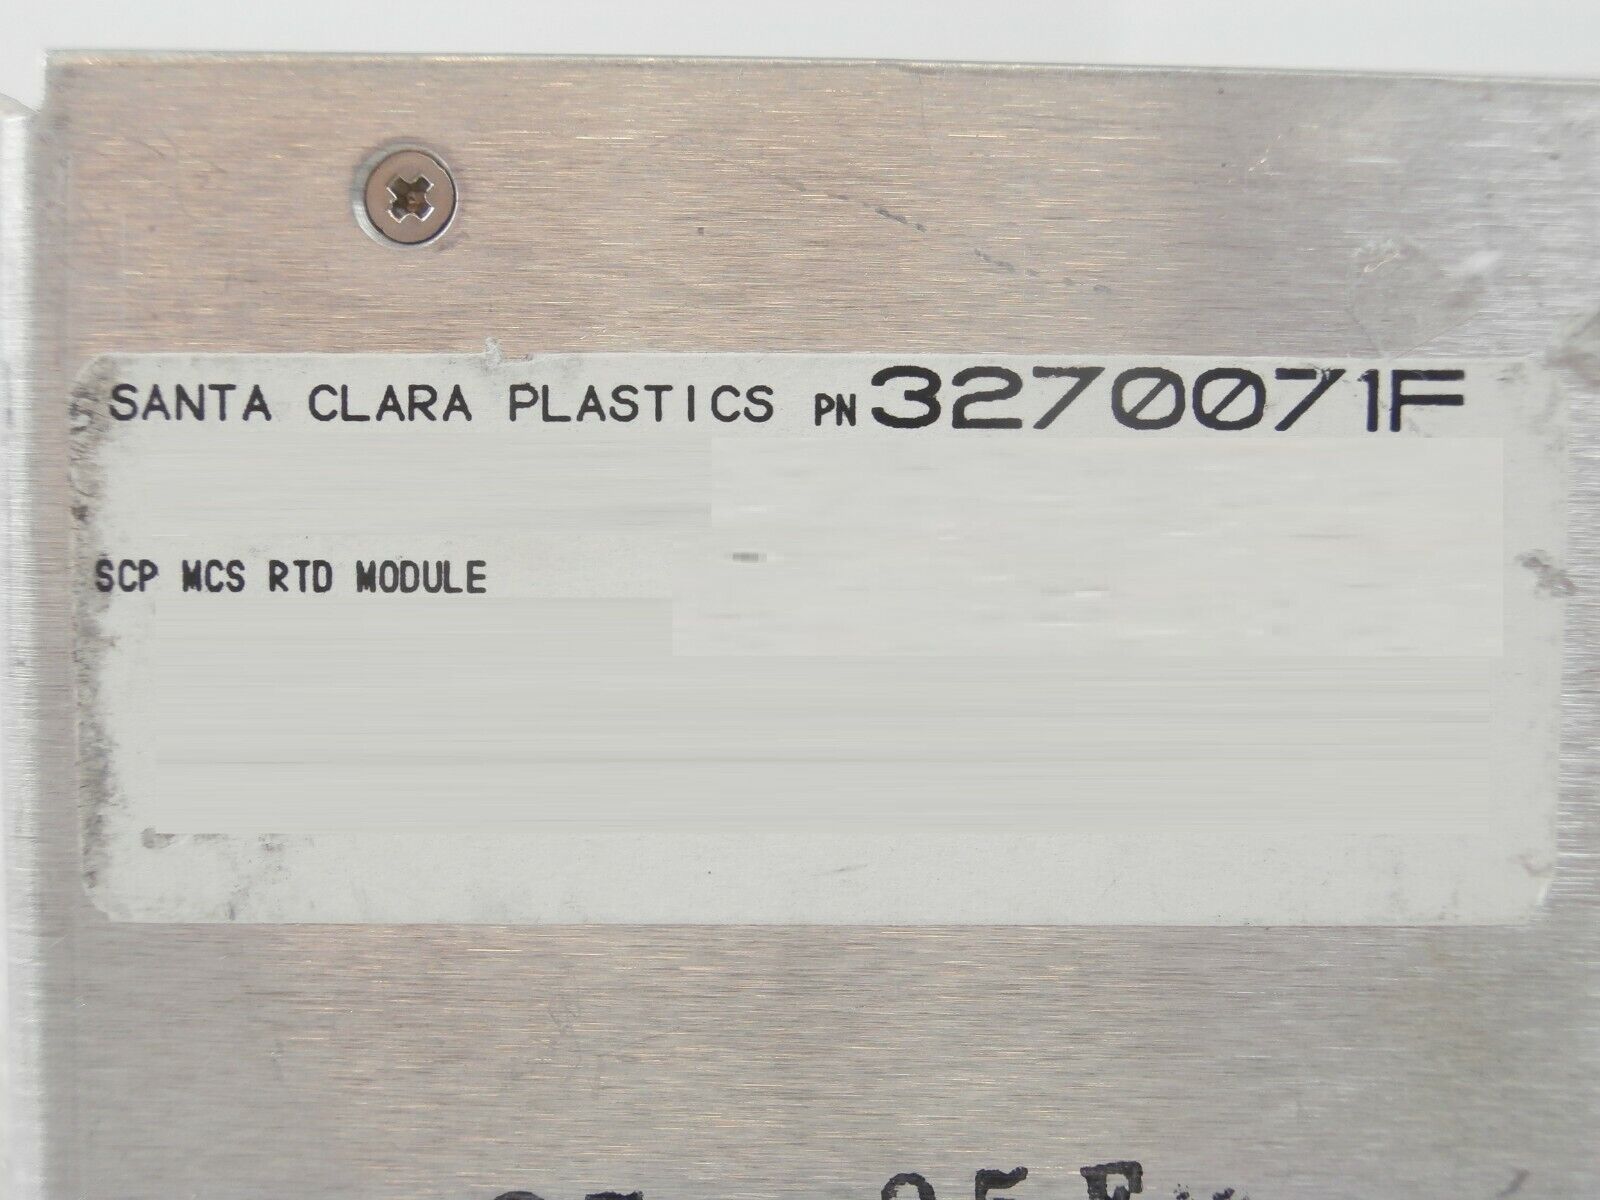 SANTA CLARA PLASTICS PN 3270071F
SCP MCS RTD MODULE